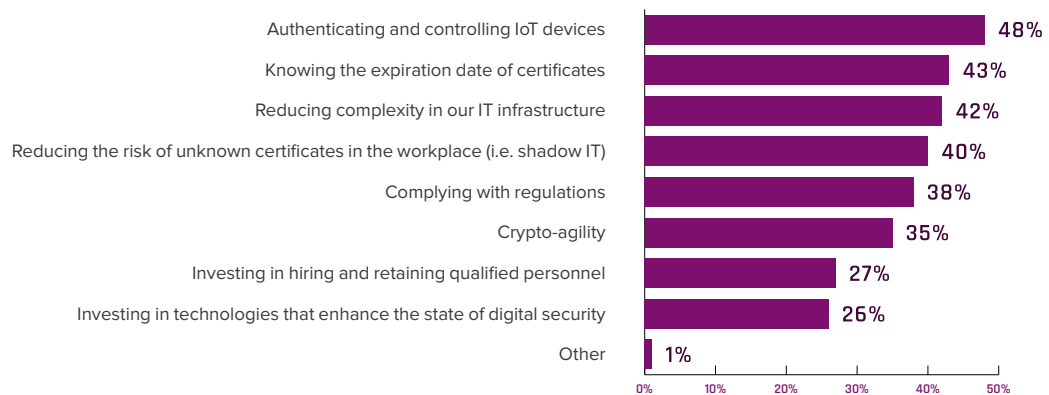 Authenticating and controlling IoT devices 48%
Knowing the expiration date of certificates 43%
Reducing complexity in our IT infrastructure 42%
Reducing the risk of unknown certificates in the workplace (i.e. shadow IT) 40%
Complying with regulations 38%
Crypto-agility 35%
Investing in hiring and retaining qualified personnel 27%
Investing in technologies that enhance the state of digital security 26%
Other 1%
0% 10% 20% 30% 40% 50%